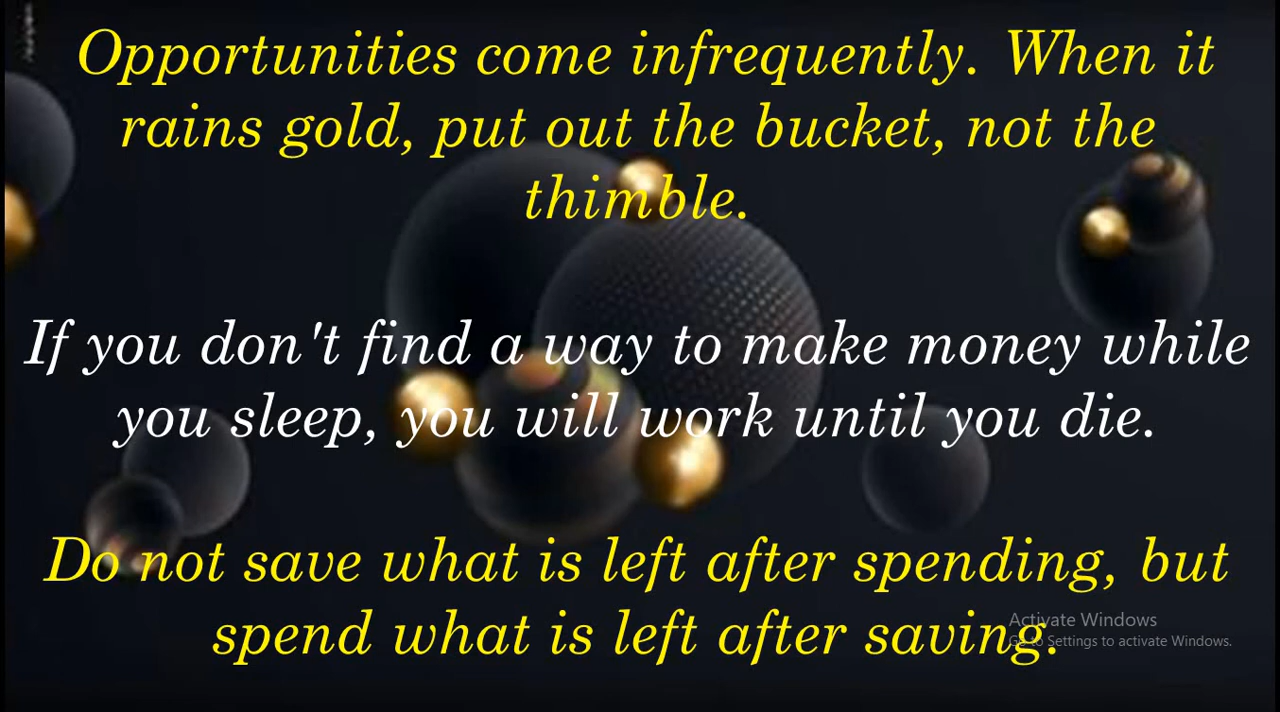 Opportunities come infrequently. When it
rains gold, put out the bucket, not the
thimble.
If you don't find a way to make money while
you sleep, you will work until you die.
Do not save what is left after spending, but
spend what is left after saving.
Activate Windows
Go to Settings to activate Windows.